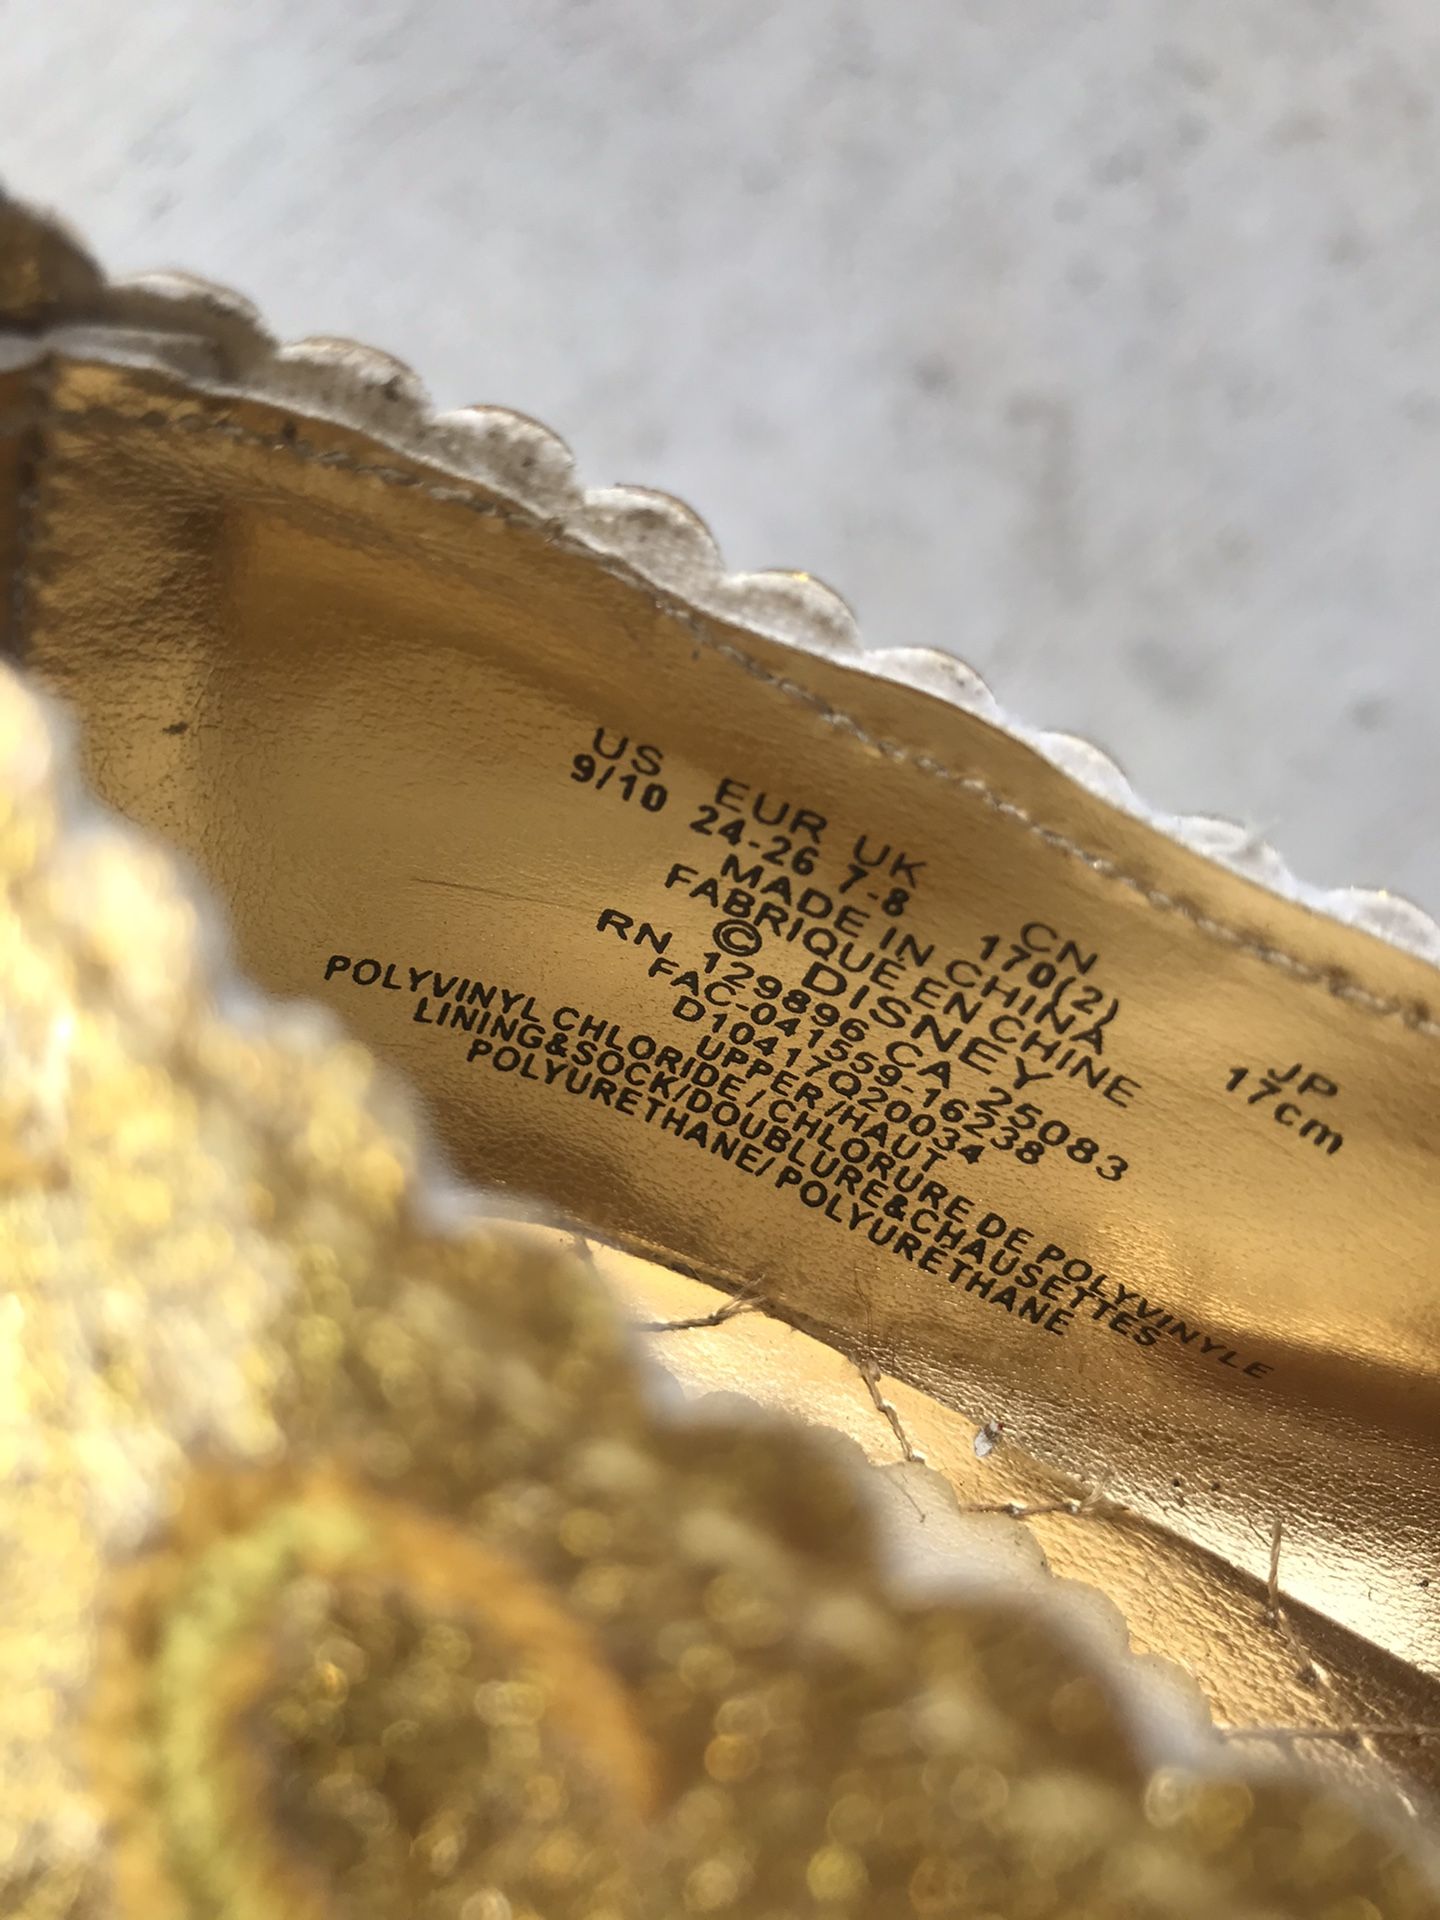 US EUR UK CN JP
9/10 24-26 7-8 170(2) 17cm
MADE IN CHINA
FABRIQUÉ EN CHINE
© DISNEY
RN 129896 CA 25083
FAC-041559-16238
D10417Q20034
UPPER/HAUT
POLYVINYL CHLORIDE/CHLORURE DE POLYVINYLE
LINING&SOCK/DOUBLURE&CHAUSETTES
POLYURETHANE/POLYURÉTHANE